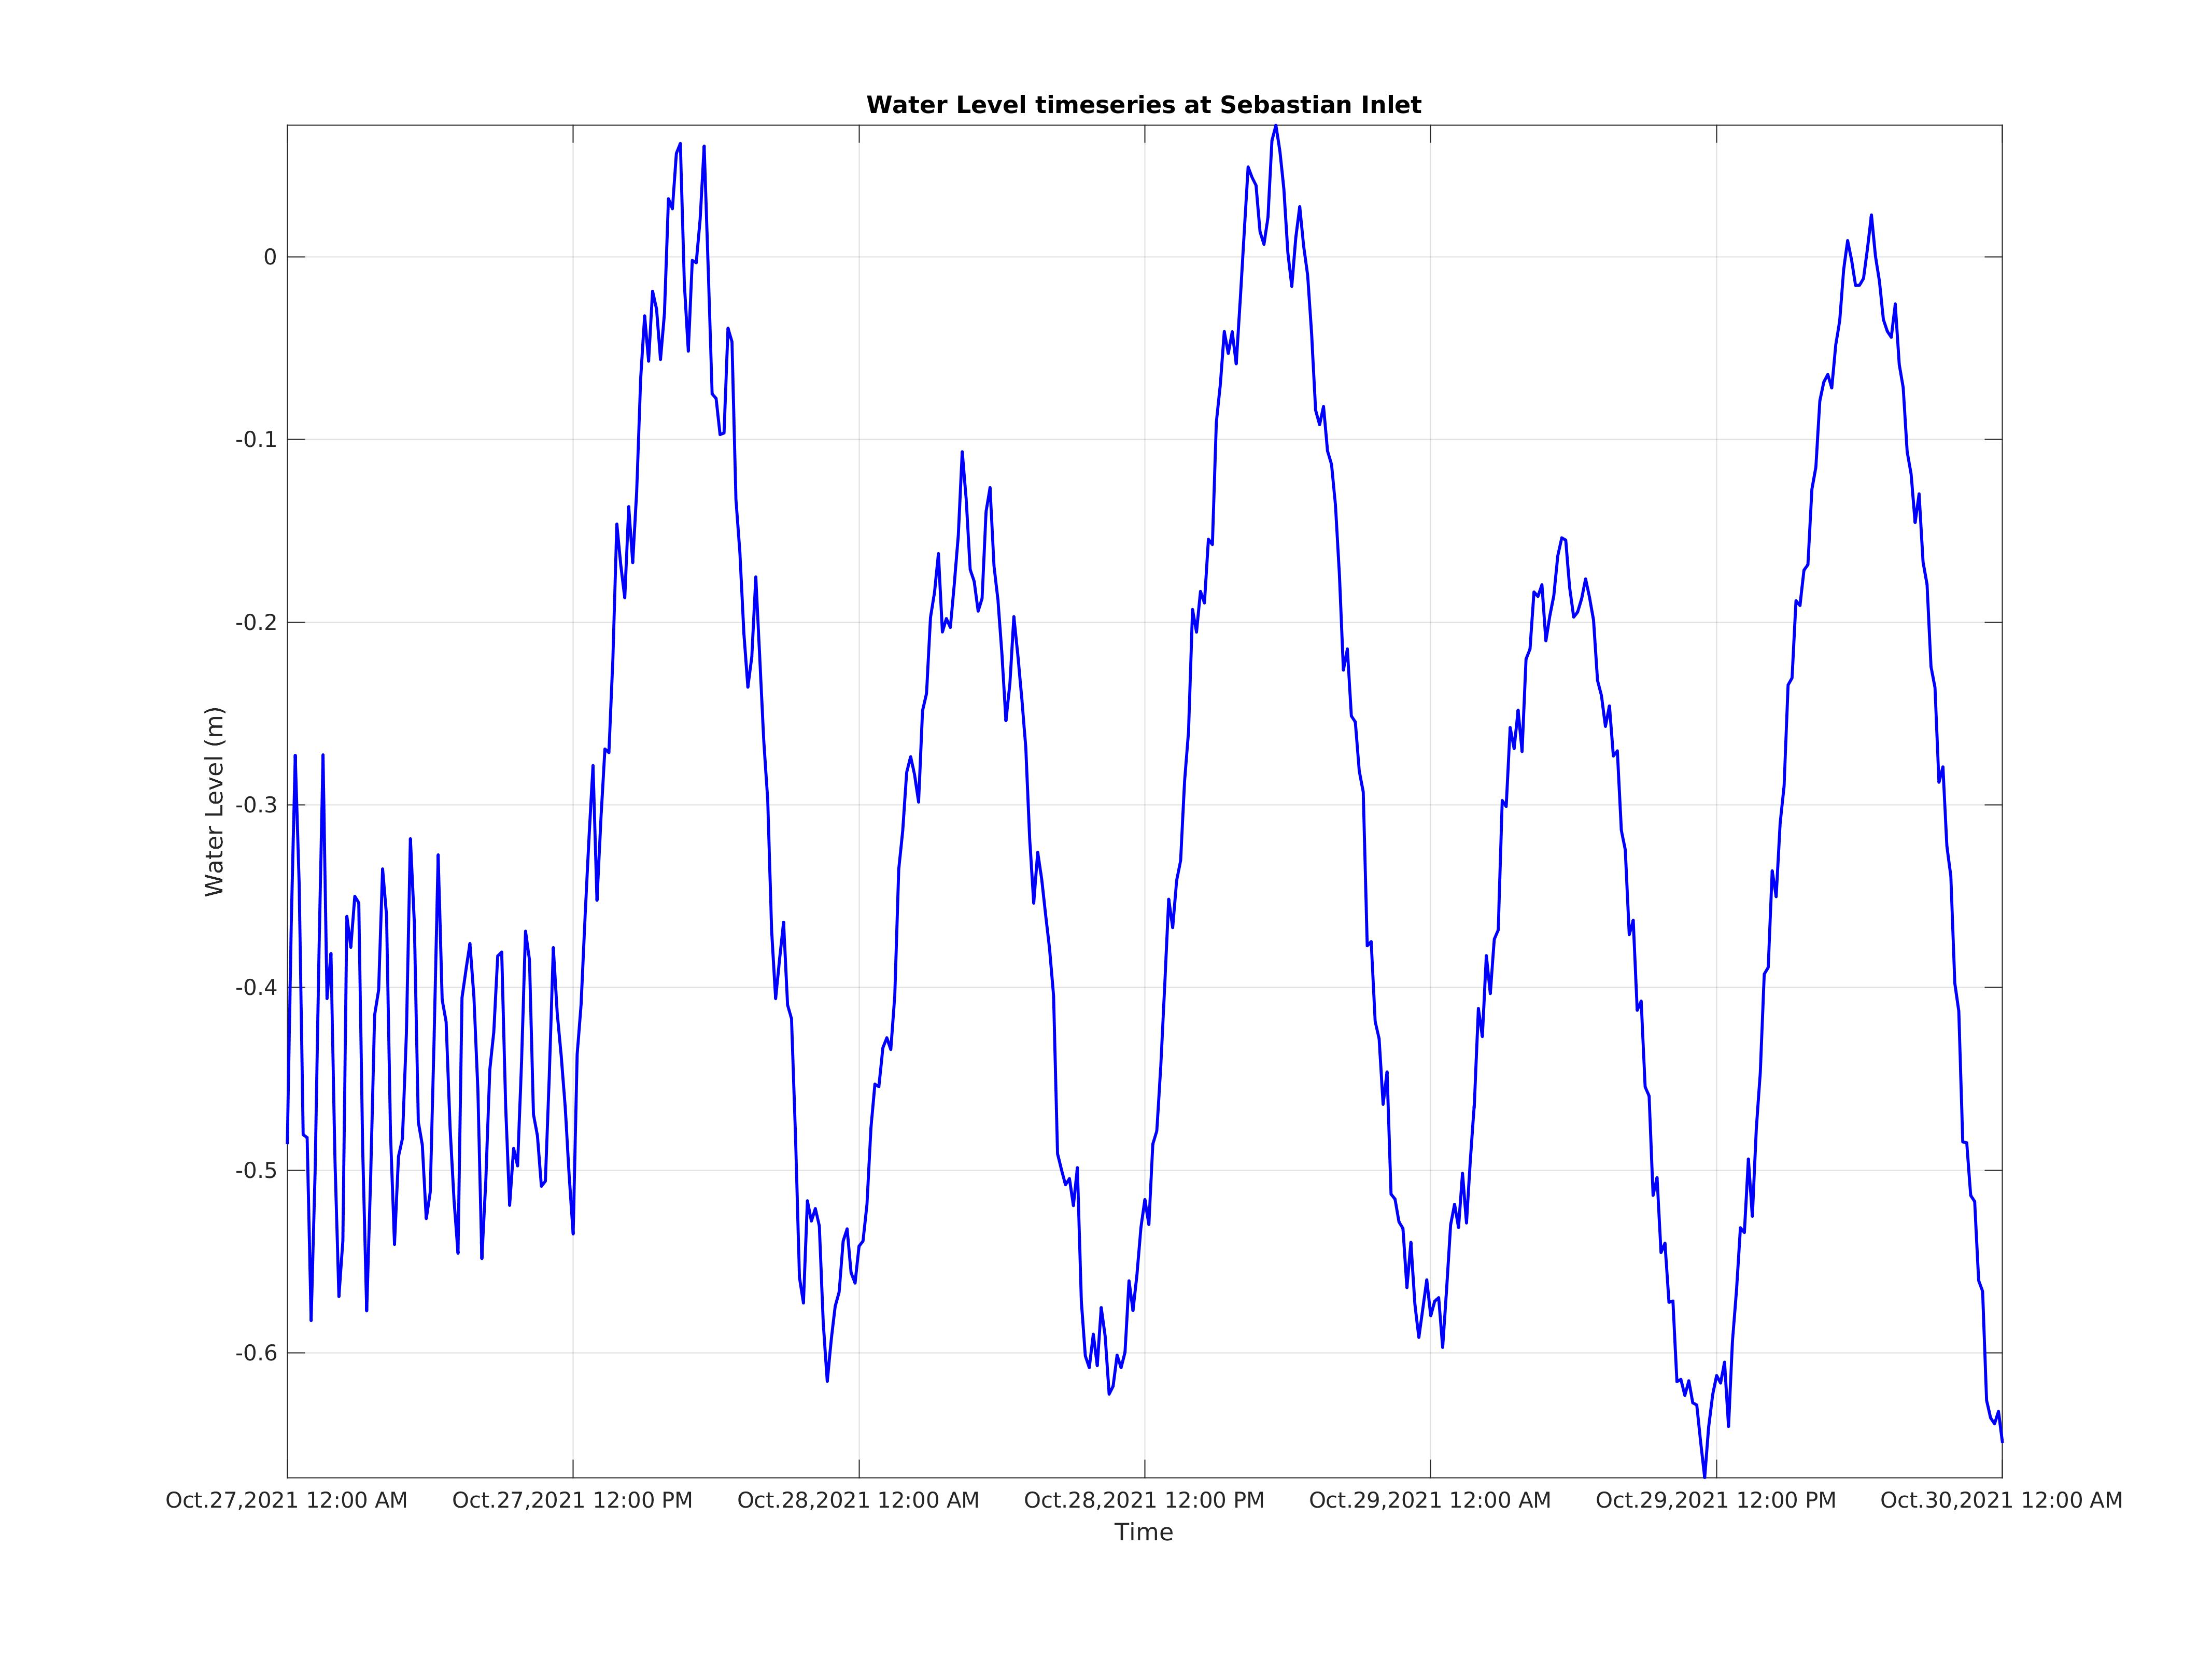 Water Level timeseries at Sebastian Inlet
0
-0.1
-0.2
-0.3
-0.4
-0.5
-0.6
Water Level (m)
Oct.27,2021 12:00 AM Oct.27,2021 12:00 PM Oct.28,2021 12:00 AM Oct.28,2021 12:00 PM Oct.29,2021 12:00 AM Oct.29,2021 12:00 PM Oct.30,2021 12:00 AM
Time